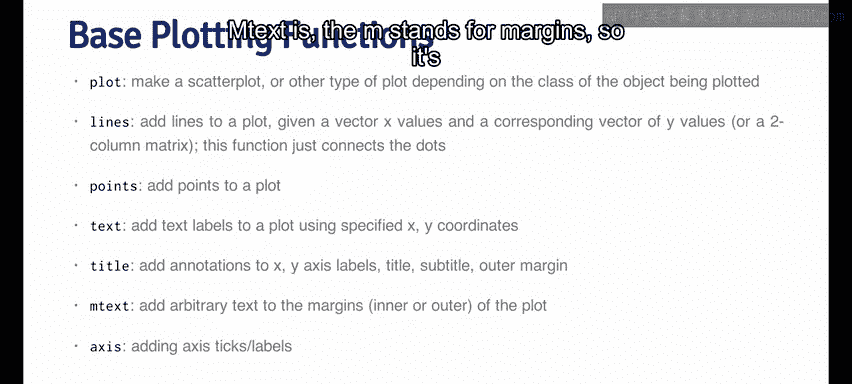 Base Plotting Functions
Mtext is, the m stands for margins, so
it's
· plot: make a scatterplot, or other type of plot depending on the class of the object being plotted
· lines: add lines to a plot, given a vector x values and a corresponding vector of y values (or a 2-
column matrix); this function just connects the dots
· points: add points to a plot
· text: add text labels to a plot using specified x, y coordinates
· title: add annotations to x, y axis labels, title, subtitle, outer margin
· mtext: add arbitrary text to the margins (inner or outer) of the plot
· axis: adding axis ticks/labels